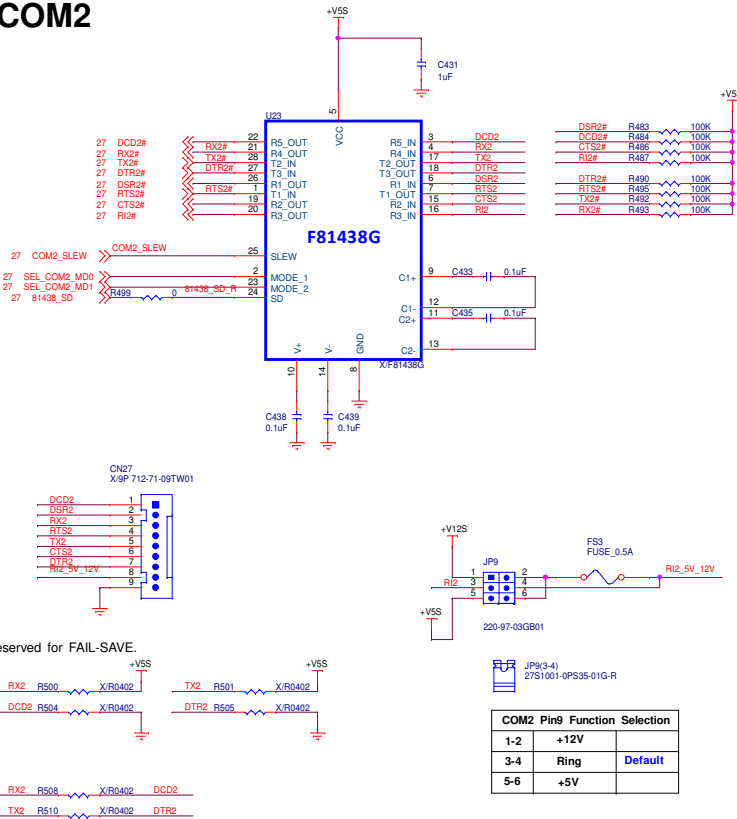 COM2
+V5S
C431
1uF
+V5
U23
5
VCC
27 DCD2# 22 R5_OUT R5_IN 3 DCD2
27 RX2# RX2# 21 R4_OUT R4_IN 4 RX2
27 TX2# TX2# 28 T2_IN T2_OUT 17 TX2
27 DTR2# DTR2# 27 T3_IN T3_OUT 18 DTR2
27 DSR2# 26 R1_OUT R1_IN 6 DSR2
27 RTS2# RTS2# 1 T1_IN T1_OUT 7 RTS2
27 CTS2# 19 R2_OUT R2_IN 15 CTS2
27 RI2# 20 R3_OUT R3_IN 16 RI2
DSR2# R483 100K
DCD2# R484 100K
CTS2# R486 100K
RI2# R487 100K
DTR2# R490 100K
RTS2# R495 100K
TX2# R492 100K
RX2# R493 100K
F81438G
27 COM2_SLEW COM2_SLEW 25 SLEW
27 SEL_COM2_MD0 2 MODE_1
27 SEL_COM2_MD1 23 MODE_2
27 81438_SD R499 0 81438_SD_R 24 SD
C1+ 9 C433 0.1uF
C1- 12
C2+ 11 C435 0.1uF
C2- 13
V+ V- GND
X/F81438G
10 14 8
C438
0.1uF
C439
0.1uF
CN27
X/9P 712-71-09TW01
DCD2 1
DSR2 2
RX2 3
RTS2 4
TX2 5
CTS2 6
DTR2 7
RI2_5V_12V 8
9
+V12S
JP9
FS3
FUSE_0.5A
1 2
RI2 3 4
5 6
RI2_5V_12V
+V5S
220-97-03GB01
JP9(3-4)
27S1001-0PS35-01G-R
eserved for FAIL-SAVE.
+V5S
+V5S
RX2 R500 X/R0402
TX2 R501 X/R0402
DCD2 R504 X/R0402
DTR2 R505 X/R0402
RX2 R508 X/R0402 DCD2
TX2 R510 X/R0402 DTR2
COM2 Pin9 Function Selection
1-2 +12V
3-4 Ring Default
5-6 +5V